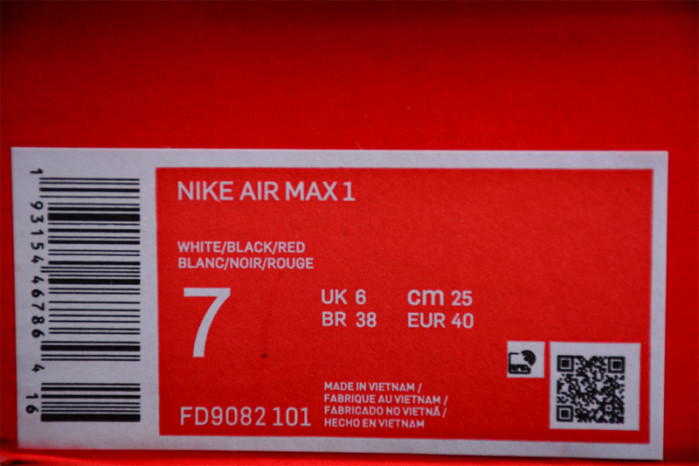 NIKE AIR MAX 1
WHITE/BLACK/RED
BLANC/NOIR/ROUGE
7
UK 6 cm 25
BR 38 EUR 40
MADE IN VIETNAM /
FABRIQUE AU VIETNAM /
FABRICADO NO VIETNÃ /
HECHO EN VIETNAM
FD9082 101
1 93154 46786 4 16